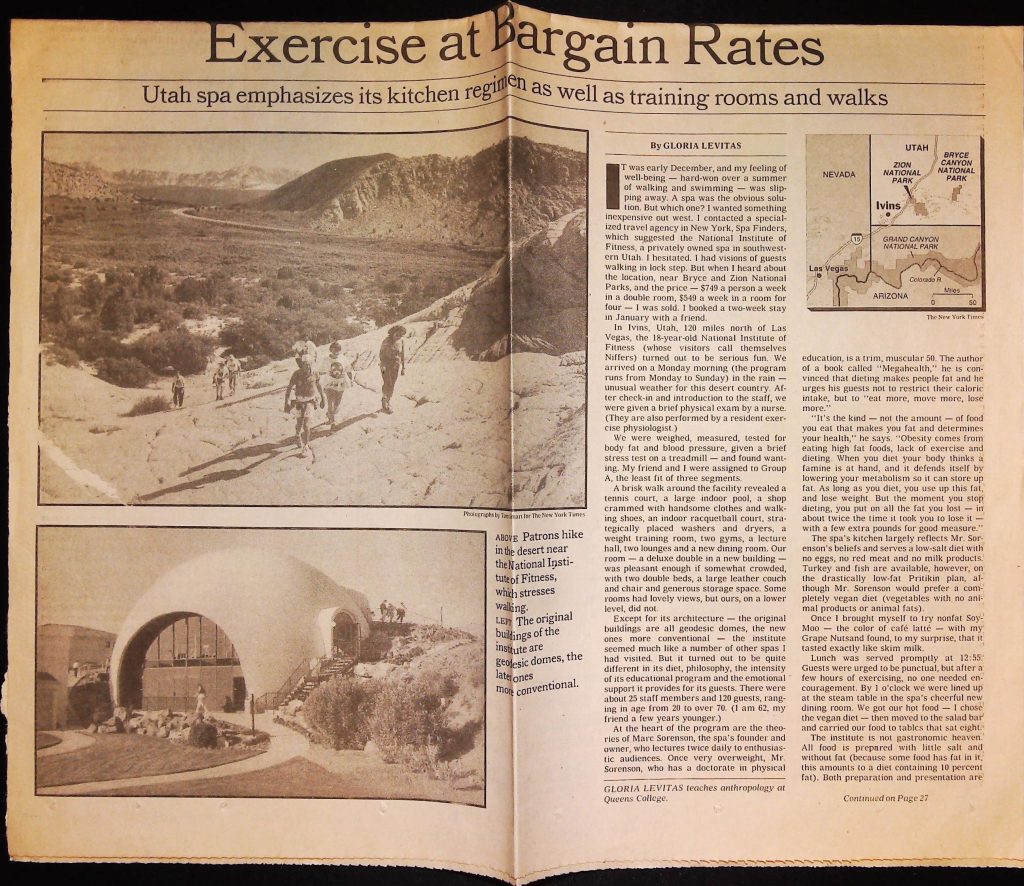 Exercise at Bargain Rates
Utah spa emphasizes its kitchen regimen as well as training rooms and walks
Photographs by Tom Smart for The New York Times
ABOVE Patrons hike
in the desert near
the National Insti-
tute of Fitness,
which stresses
walking.
LEFT The original
buildings of the
institute are
geodesic domes, the
later ones
more conventional.
By GLORIA LEVITAS
IT was early December, and my feeling of
well-being — hard-won over a summer
of walking and swimming — was slip-
ping away. A spa was the obvious solu-
tion. But which one? I wanted something
inexpensive out west. I contacted a special-
ized travel agency in New York, Spa Finders,
which suggested the National Institute of
Fitness, a privately owned spa in southwest-
ern Utah. I hesitated. I had visions of guests
walking in lock step. But when I heard about
the location, near Bryce and Zion National
Parks, and the price — $749 a person a week
in a double room, $549 a week in a room for
four — I was sold. I booked a two-week stay
in January with a friend.
In Ivins, Utah, 120 miles north of Las
Vegas, the 18-year-old National Institute of
Fitness (whose visitors call themselves
Niffers) turned out to be serious fun. We
arrived on a Monday morning (the program
runs from Monday to Sunday) in the rain —
unusual weather for this desert country. Af-
ter check-in and introduction to the staff, we
were given a brief physical exam by a nurse.
(They are also performed by a resident exer-
cise physiologist.)
We were weighed, measured, tested for
body fat and blood pressure, given a brief
stress test on a treadmill — and found want-
ing. My friend and I were assigned to Group
A, the least fit of three segments.
A brisk walk around the facility revealed a
tennis court, a large indoor pool, a shop
crammed with handsome clothes and walk-
ing shoes, an indoor racquetball court, stra-
tegically placed washers and dryers, a
weight training room, two gyms, a lecture
hall, two lounges and a new dining room. Our
room — a deluxe double in a new building —
was pleasant enough if somewhat crowded,
with two double beds, a large leather couch
and chair and generous storage space. Some
rooms had lovely views, but ours, on a lower
level, did not.
Except for its architecture — the original
buildings are all geodesic domes, the new
ones more conventional — the institute
seemed much like a number of other spas I
had visited. But it turned out to be quite
different in its diet, philosophy, the intensity
of its educational program and the emotional
support it provides for its guests. There were
about 25 staff members and 120 guests, rang-
ing in age from 20 to over 70. (I am 62, my
friend a few years younger.)
At the heart of the program are the theo-
ries of Marc Sorenson, the spa's founder and
owner, who lectures twice daily to enthusias-
tic audiences. Once very overweight, Mr.
Sorenson, who has a doctorate in physical
GLORIA LEVITAS teaches anthropology at
Queens College.
UTAH
BRYCE
CANYON
NATIONAL
PARK
ZION
NATIONAL
PARK
NEVADA
Ivins
15
GRAND CANYON
NATIONAL PARK
Las Vegas
Colorado R.
ARIZONA
Miles
0 50
The New York Times
education, is a trim, muscular 50. The author
of a book called "Megahealth," he is con-
vinced that dieting makes people fat and he
urges his guests not to restrict their caloric
intake, but to "eat more, move more, lose
more."
"It's the kind — not the amount — of food
you eat that makes you fat and determines
your health," he says. "Obesity comes from
eating high fat foods, lack of exercise and
dieting. When you diet your body thinks a
famine is at hand, and it defends itself by
lowering your metabolism so it can store up
fat. As long as you diet, you use up this fat,
and lose weight. But the moment you stop
dieting, you put on all the fat you lost — in
about twice the time it took you to lose it —
with a few extra pounds for good measure."
The spa's kitchen largely reflects Mr. Sor-
enson's beliefs and serves a low-salt diet with
no eggs, no red meat and no milk products.
Turkey and fish are available, however, on
the drastically low-fat Pritikin plan, al-
though Mr. Sorenson would prefer a com-
pletely vegan diet (vegetables with no ani-
mal products or animal fats).
Once I brought myself to try nonfat Soy-
Moo — the color of café latté — with my
Grape Nutsand found, to my surprise, that it
tasted exactly like skim milk.
Lunch was served promptly at 12:55.
Guests were urged to be punctual, but after a
few hours of exercising, no one needed en-
couragement. By 1 o'clock we were lined up
at the steam table in the spa's cheerful new
dining room. We got our hot food — I chose
the vegan diet — then moved to the salad bar
and carried our food to tables that sat eight.
The institute is not gastronomic heaven.
All food is prepared with little salt and
without fat (because some food has fat in it,
this amounts to a diet containing 10 percent
fat). Both preparation and presentation are
Continued on Page 27